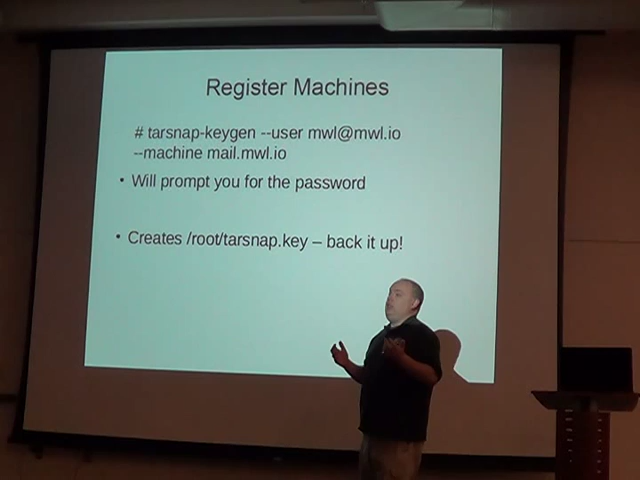 Register Machines
# tarsnap-keygen --user mwl@mwl.io
--machine mail.mwl.io
• Will prompt you for the password
• Creates /root/tarsnap.key – back it up!